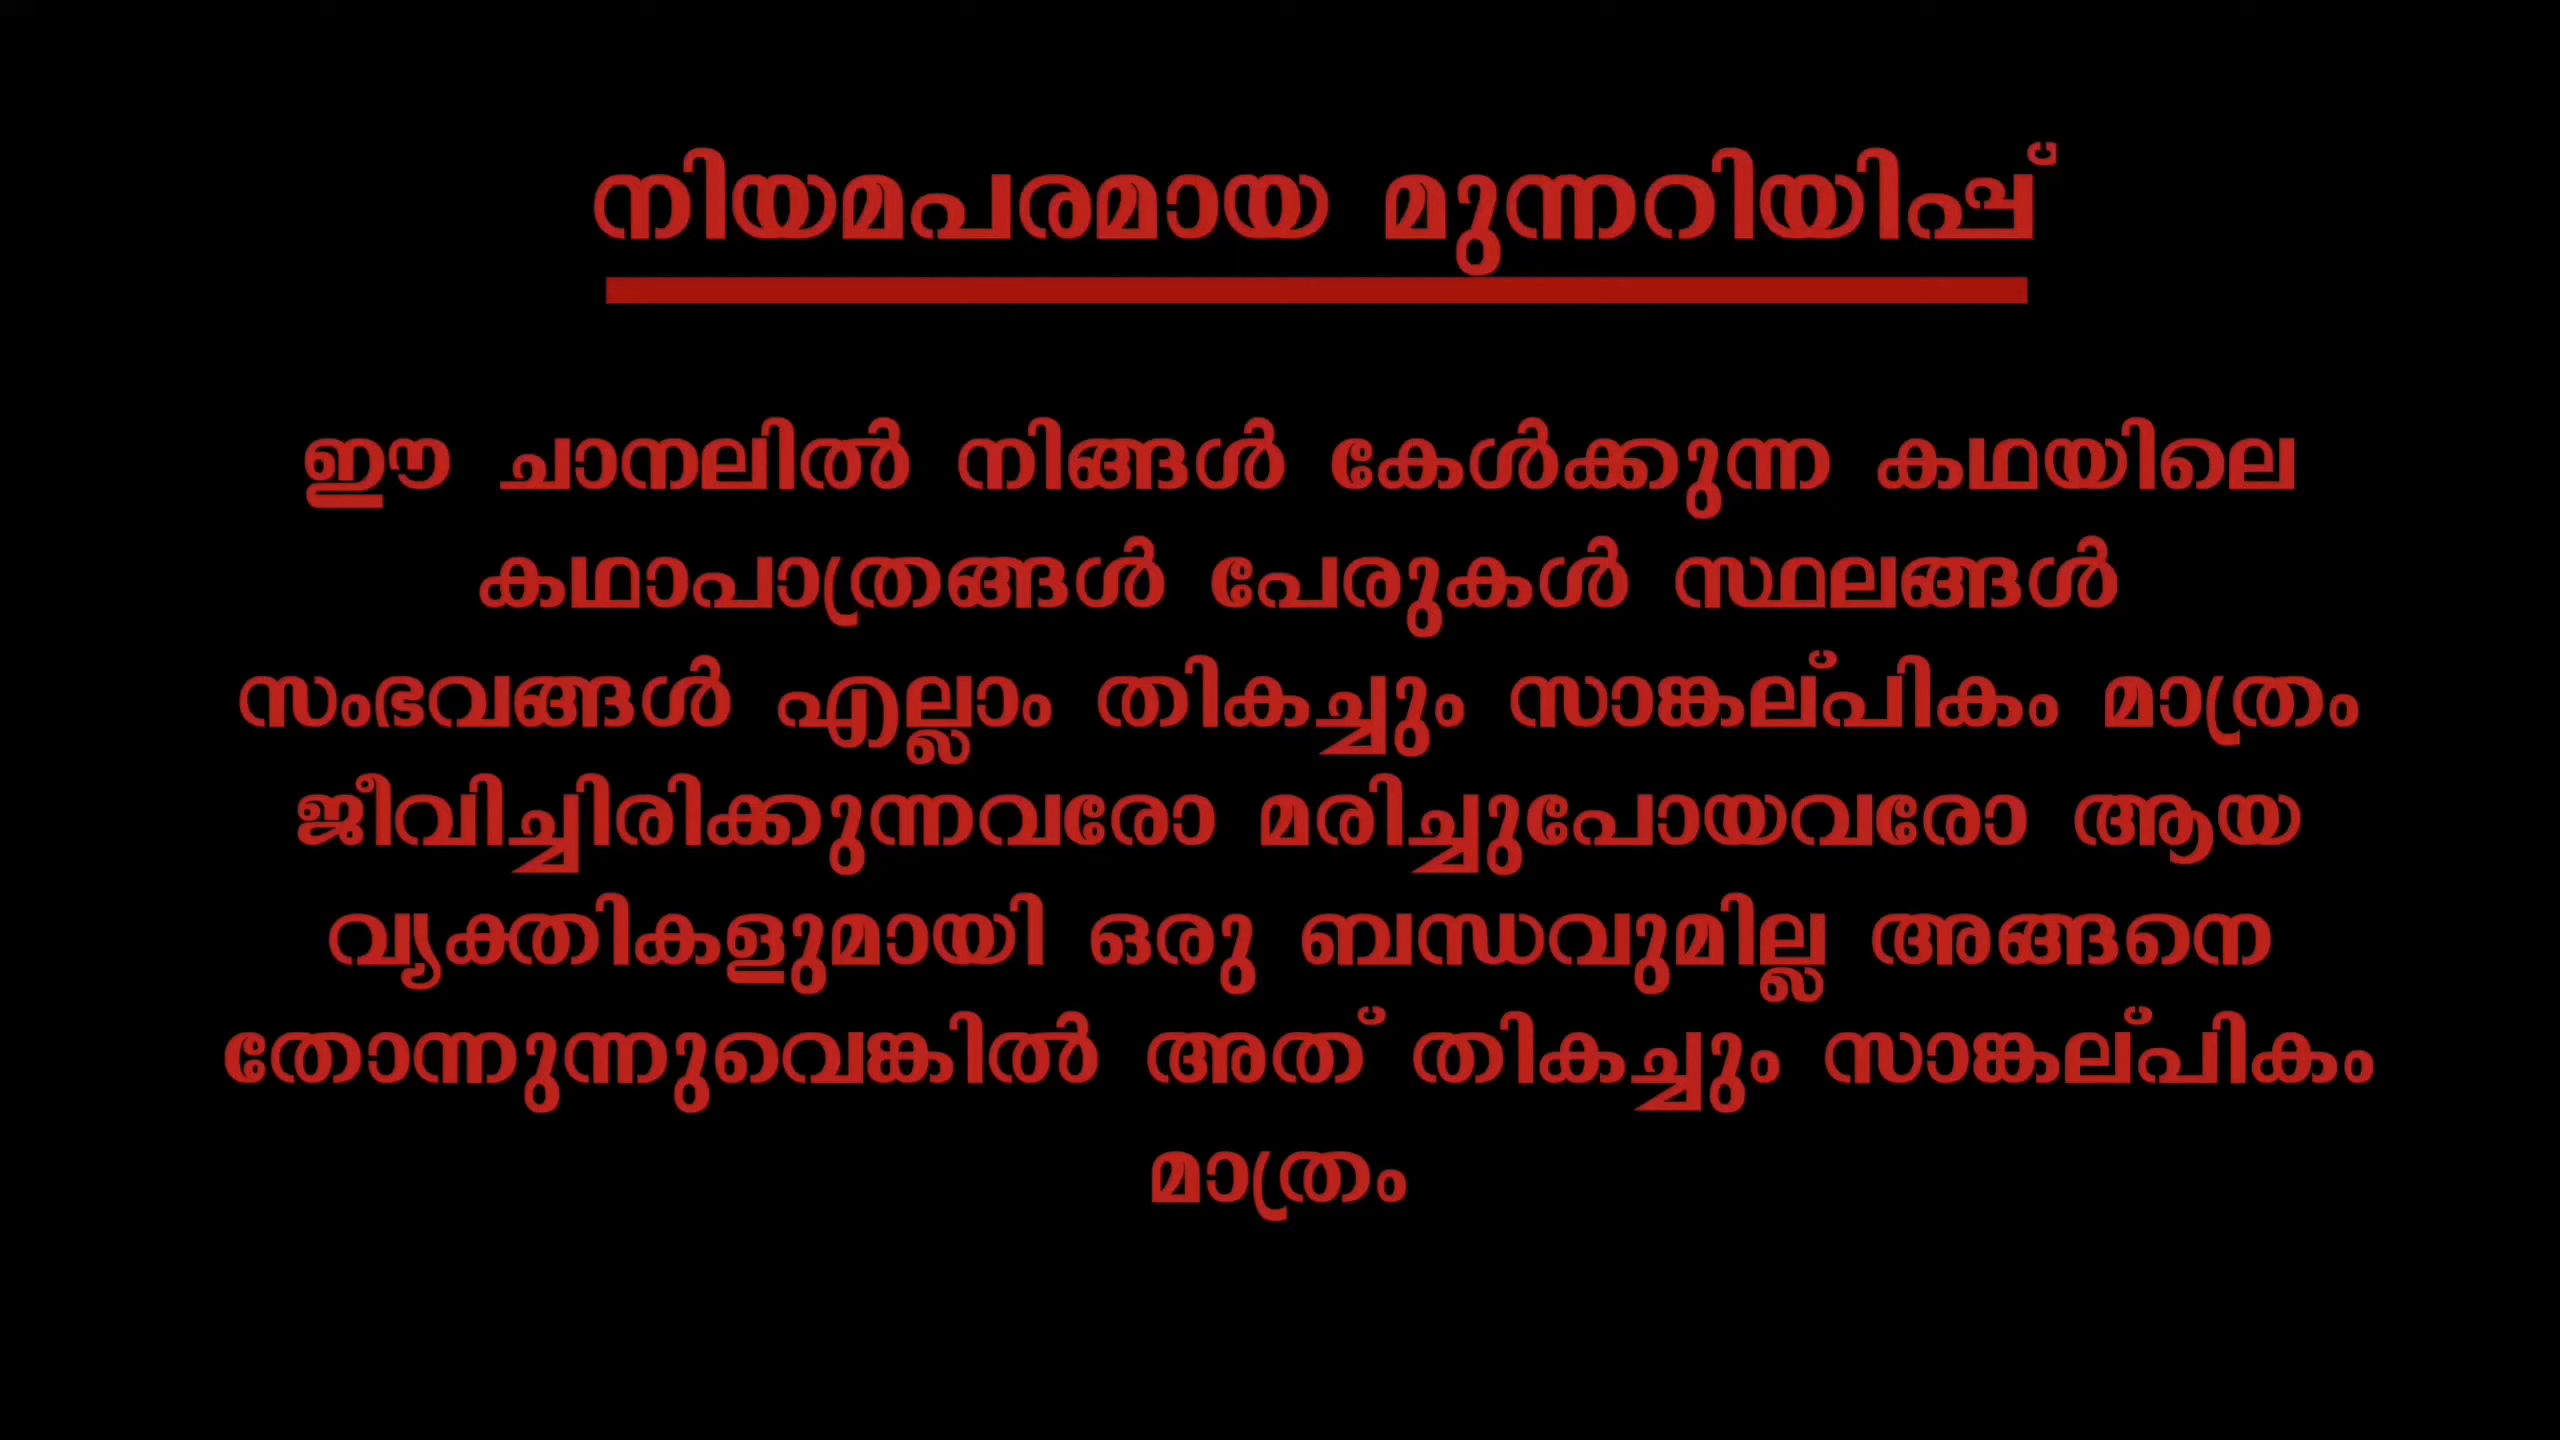 നിയമപരമായ മുന്നറിയിപ്പ്
ഈ ചാനലിൽ നിങ്ങൾ കേൾക്കുന്ന കഥയിലെ
കഥാപാത്രങ്ങൾ പേരുകൾ സ്ഥലങ്ങൾ
സംഭവങ്ങൾ എല്ലാം തികച്ചും സാങ്കല്പികം മാത്രം
ജീവിച്ചിരിക്കുന്നവരോ മരിച്ചുപോയവരോ ആയ
വ്യക്തികളുമായി ഒരു ബന്ധവുമില്ല അങ്ങനെ
തോന്നുന്നുവെങ്കിൽ അത് തികച്ചും സാങ്കല്പികം
മാത്രം